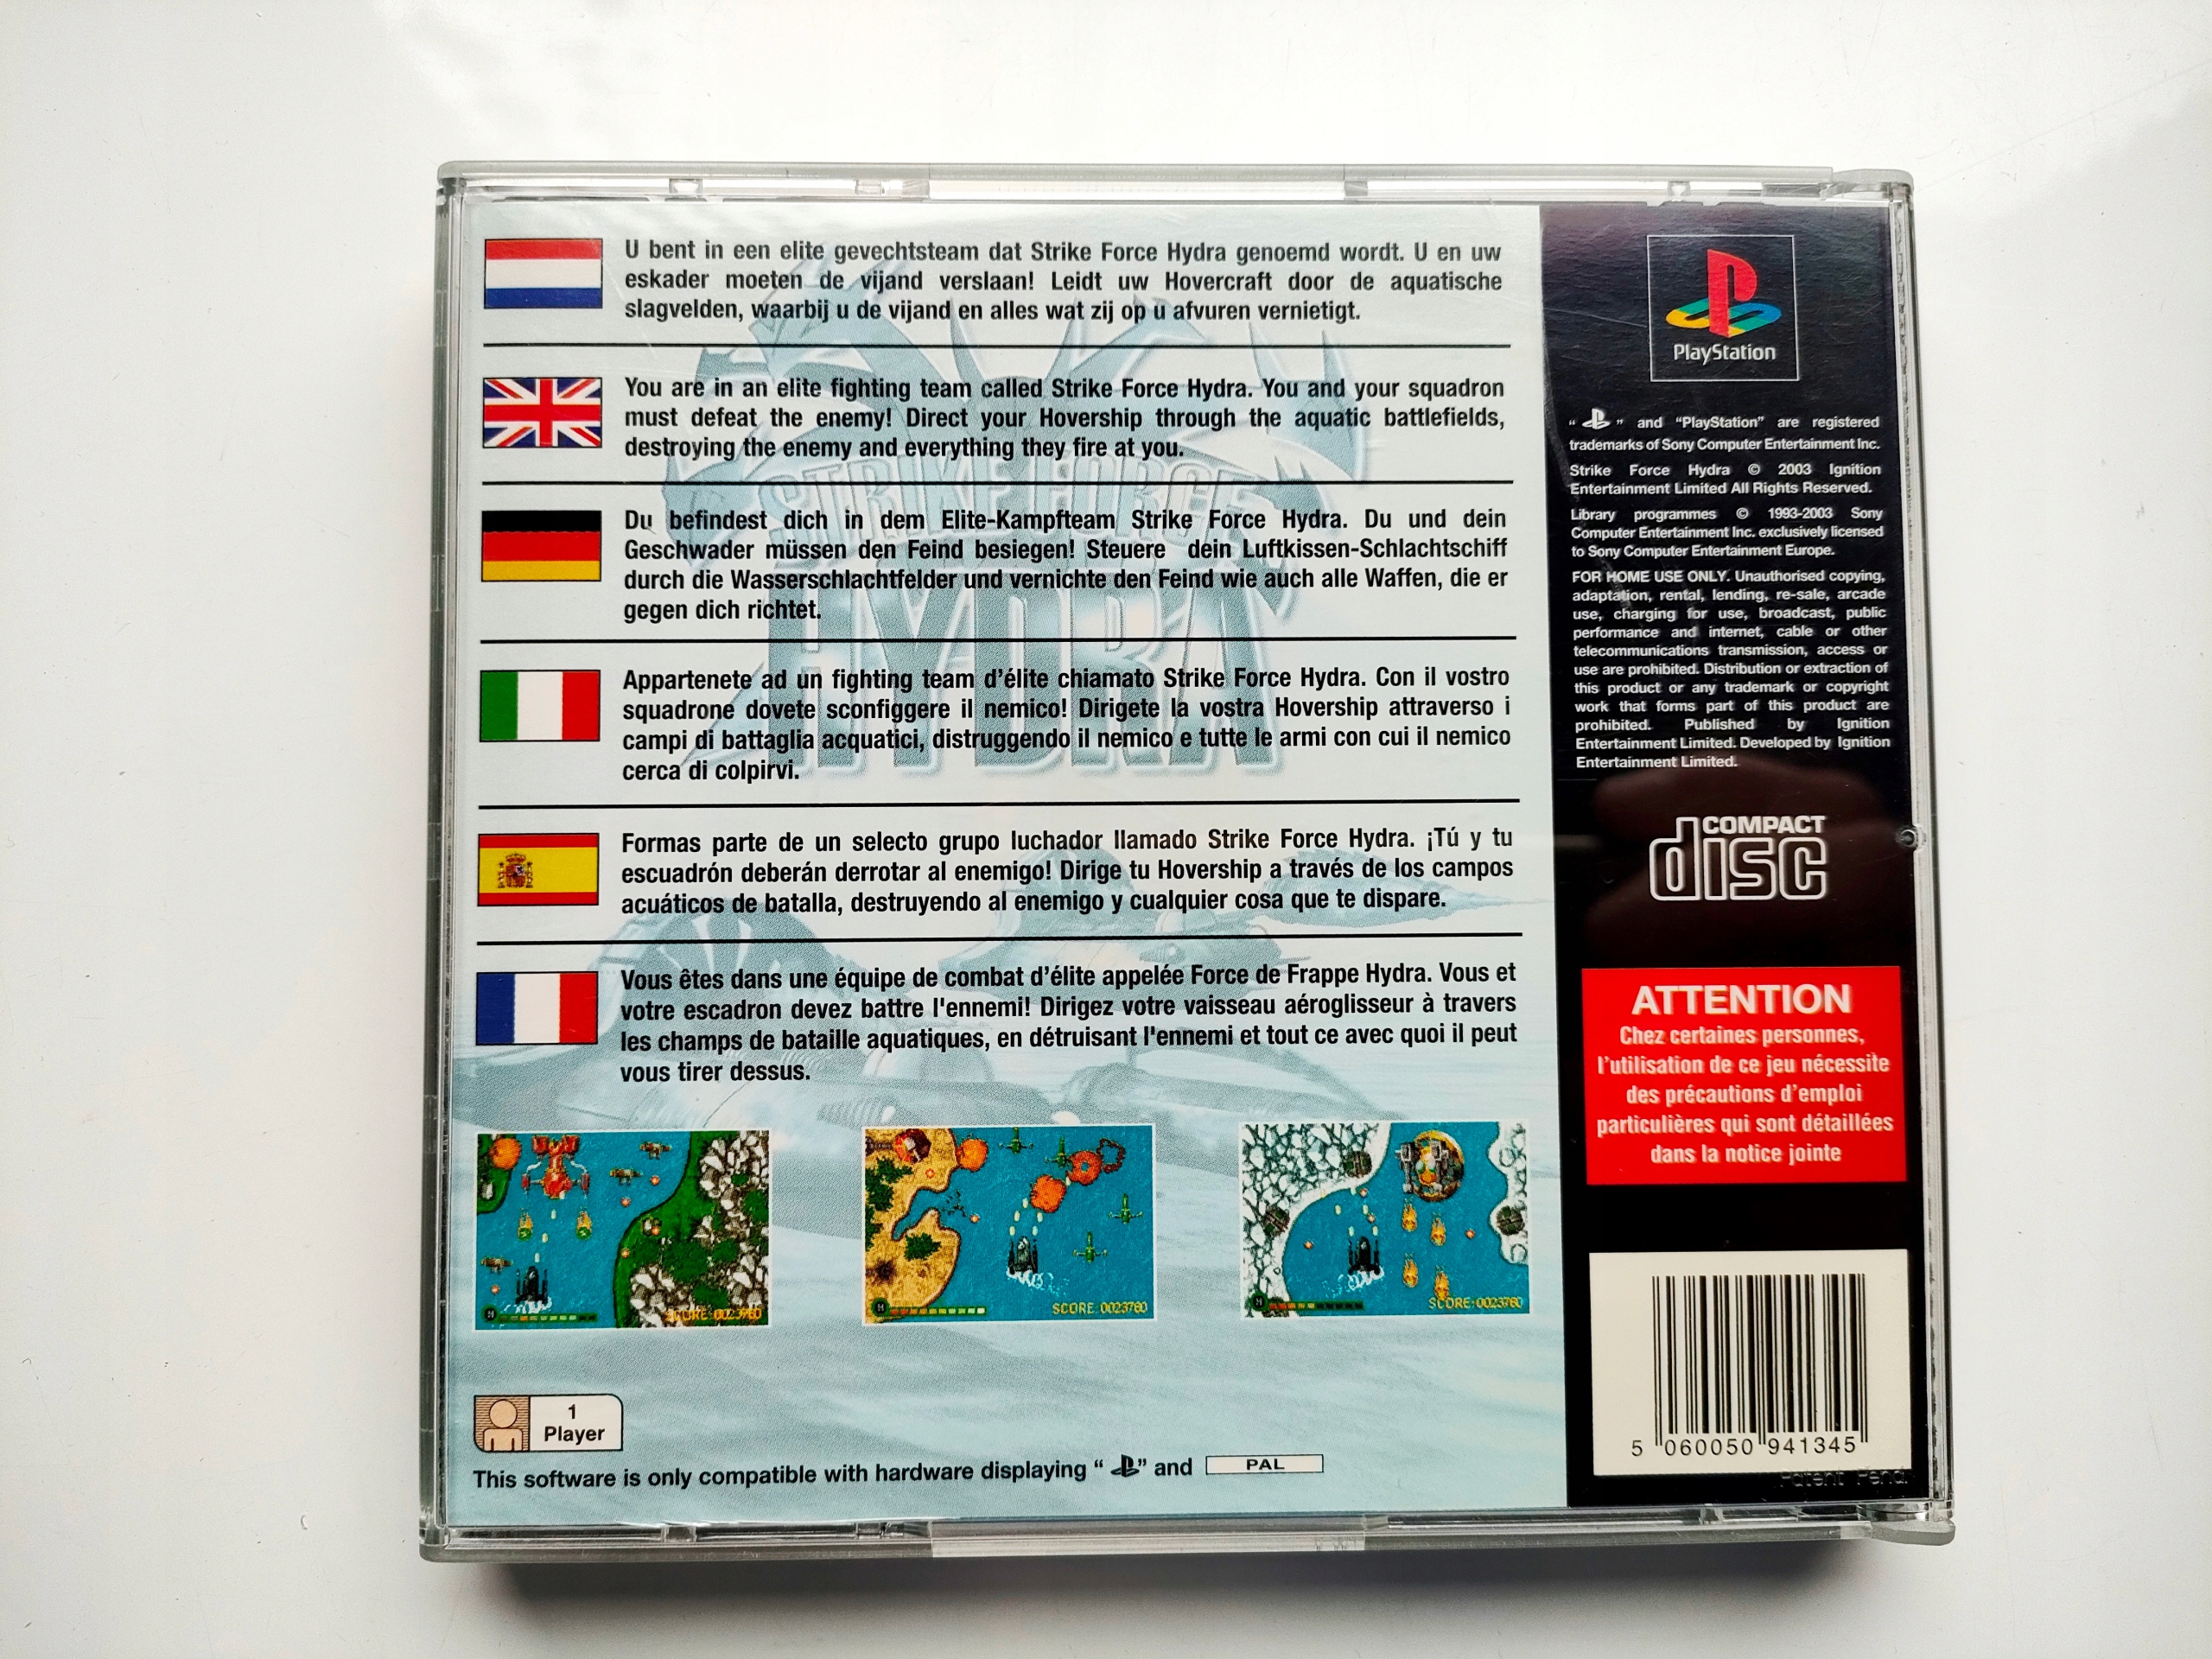 U bent in een elite gevechtsteam dat Strike Force Hydra genoemd wordt. U en uw
eskader moeten de vijand verslaan! Leidt uw Hovercraft door de aquatische
slagvelden, waarbij u de vijand en alles wat zij op u afvuren vernietigt.
You are in an elite fighting team called Strike Force Hydra. You and your squadron
must defeat the enemy! Direct your Hovership through the aquatic battlefields,
destroying the enemy and everything they fire at you.
STRIKE FORCE
HYDRA
Du befindest dich in dem Elite-Kampfteam Strike Force Hydra. Du und dein
Geschwader müssen den Feind besiegen! Steuere dein Luftkissen-Schlachtschiff
durch die Wasserschlachtfelder und vernichte den Feind wie auch alle Waffen, die er
gegen dich richtet.
Appartenete ad un fighting team d’élite chiamato Strike Force Hydra. Con il vostro
squadrone dovete sconfiggere il nemico! Dirigete la vostra Hovership attraverso i
campi di battaglia acquatici, distruggendo il nemico e tutte le armi con cui il nemico
cerca di colpirvi.
Formas parte de un selecto grupo luchador llamado Strike Force Hydra. ¡Tú y tu
escuadrón deberán derrotar al enemigo! Dirige tu Hovership a través de los campos
acuáticos de batalla, destruyendo al enemigo y cualquier cosa que te dispare.
Vous êtes dans une équipe de combat d’élite appelée Force de Frappe Hydra. Vous et
votre escadron devez battre l'ennemi! Dirigez votre vaisseau aéroglisseur à travers
les champs de bataille aquatiques, en détruisant l'ennemi et tout ce avec quoi il peut
vous tirer dessus.
SCORE:0023760
SCORE:0023760
SCORE:0023760
1
Player
This software is only compatible with hardware displaying “ ” and PAL
PlayStation
“ ” and “PlayStation” are registered
trademarks of Sony Computer Entertainment Inc.
Strike Force Hydra © 2003 Ignition
Entertainment Limited All Rights Reserved.
Library programmes © 1993-2003 Sony
Computer Entertainment Inc. exclusively licensed
to Sony Computer Entertainment Europe.
FOR HOME USE ONLY. Unauthorised copying,
adaptation, rental, lending, re-sale, arcade
use, charging for use, broadcast, public
performance and internet, cable or other
telecommunications transmission, access or
use are prohibited. Distribution or extraction of
this product or any trademark or copyright
work that forms part of this product are
prohibited. Published by Ignition
Entertainment Limited. Developed by Ignition
Entertainment Limited.
COMPACT
disc
ATTENTION
Chez certaines personnes,
l’utilisation de ce jeu nécessite
des précautions d’emploi
particulières qui sont détaillées
dans la notice jointe
5 060050 941345
Patent Pend